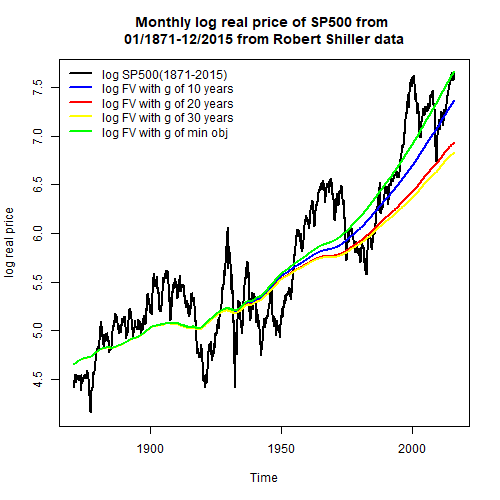 Monthly log real price of SP500 from
01/1871-12/2015 from Robert Shiller data
log SP500(1871-2015)
log FV with g of 10 years
log FV with g of 20 years
log FV with g of 30 years
log FV with g of min obj
log real price
7.5
7.0
6.5
6.0
5.5
5.0
4.5
1900
1950
2000
Time